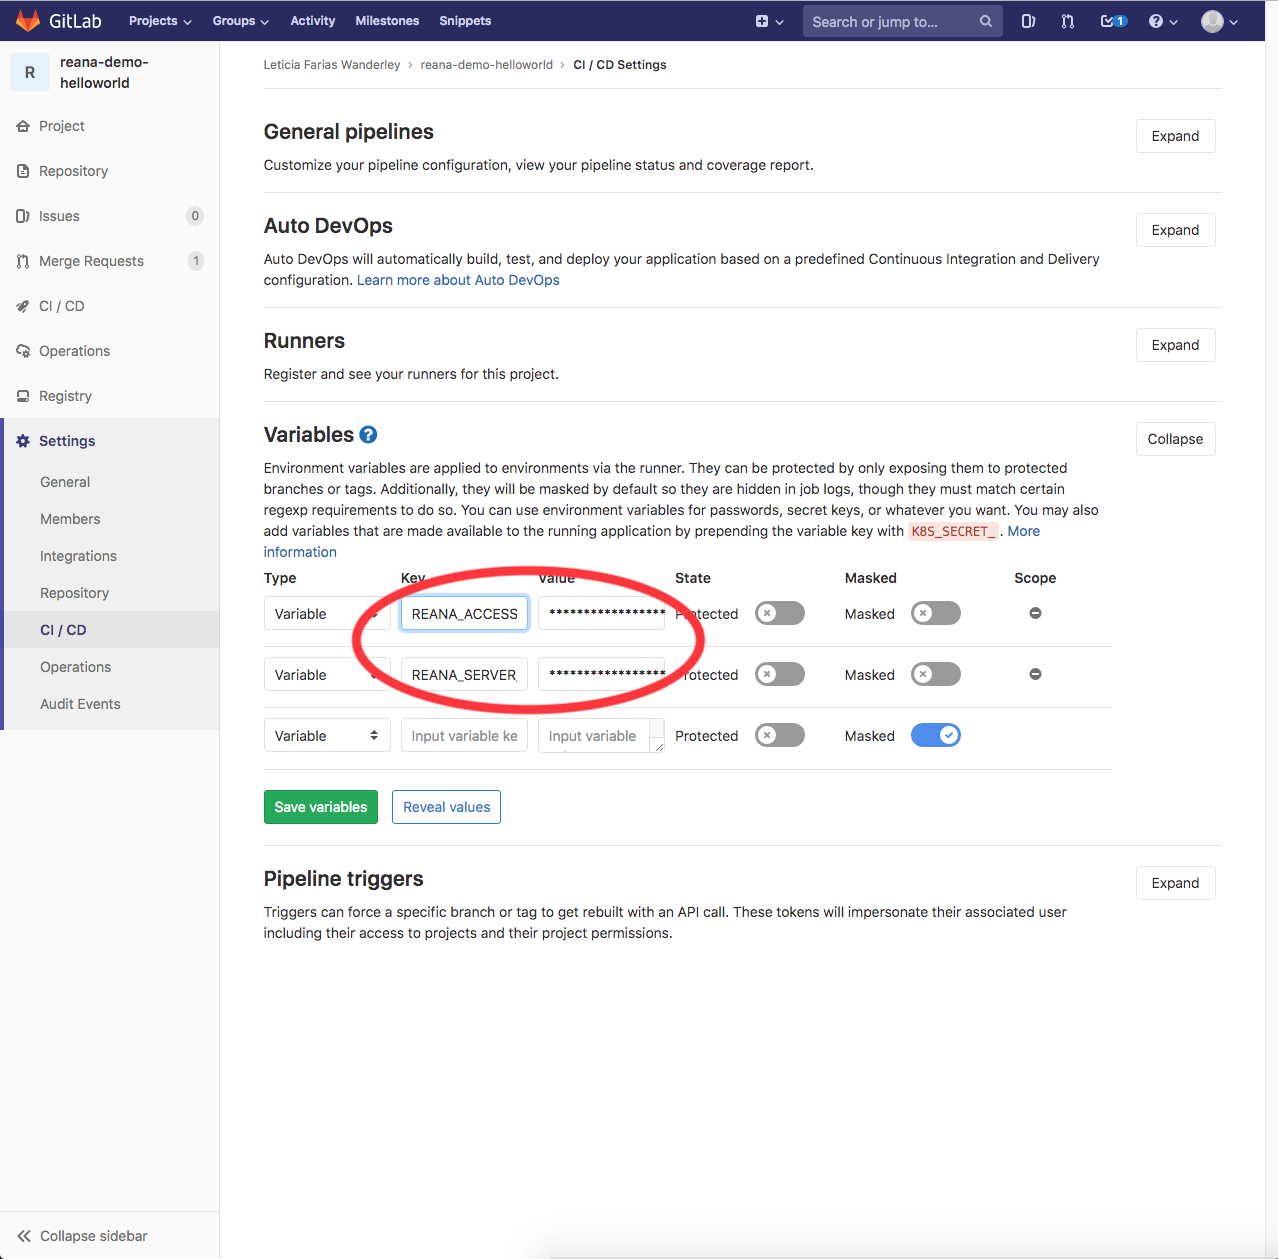 GitLab Projects Groups Activity Milestones Snippets Search or jump to... 1
R reana-demo-
helloworld
Project
Repository
Issues 0
Merge Requests 1
CI / CD
Operations
Registry
Settings
General
Members
Integrations
Repository
CI / CD
Operations
Audit Events
Collapse sidebar
Leticia Farias Wanderley › reana-demo-helloworld › CI / CD Settings
General pipelines
Expand
Customize your pipeline configuration, view your pipeline status and coverage report.
Auto DevOps
Expand
Auto DevOps will automatically build, test, and deploy your application based on a predefined Continuous Integration and Delivery
configuration. Learn more about Auto DevOps
Runners
Expand
Register and see your runners for this project.
Variables
Collapse
Environment variables are applied to environments via the runner. They can be protected by only exposing them to protected
branches or tags. Additionally, they will be masked by default so they are hidden in job logs, though they must match certain
regexp requirements to do so. You can use environment variables for passwords, secret keys, or whatever you want. You may also
add variables that are made available to the running application by prepending the variable key with K8S_SECRET_. More
information
Type Key Value State Masked Scope
Variable REANA_ACCESS ***************** Protected Masked
Variable REANA_SERVER ***************** Protected Masked
Variable Input variable ke Input variable Protected Masked
Save variables Reveal values
Pipeline triggers
Expand
Triggers can force a specific branch or tag to get rebuilt with an API call. These tokens will impersonate their associated user
including their access to projects and their project permissions.